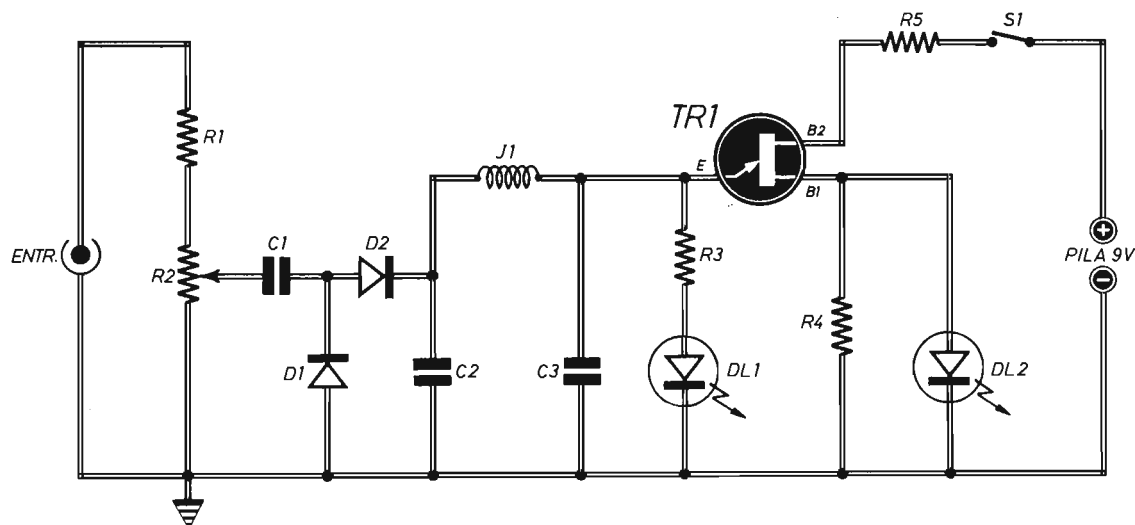 R5
S1
TR1
B2
R1
J1
E
B1
ENTR.
R2
C1
D2
R3
+
PILA 9V
−
R4
D1
C2
C3
DL1
DL2